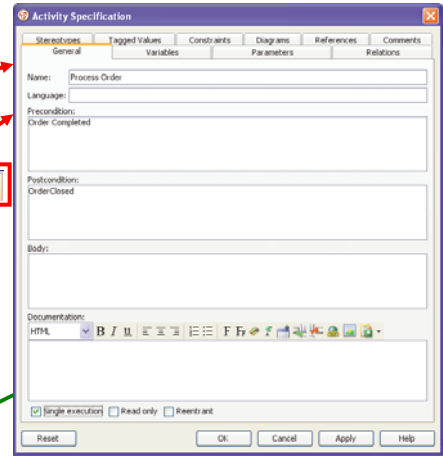 Activity Specification
Stereotypes Tagged Values Constraints Diagrams References Comments
General Variables Parameters Relations
Name: Process Order
Language:
Precondition:
Order Completed
Postcondition:
OrderClosed
Body:
Documentation:
HTML B I U F
Single execution Read only Reentrant
Reset OK Cancel Apply Help